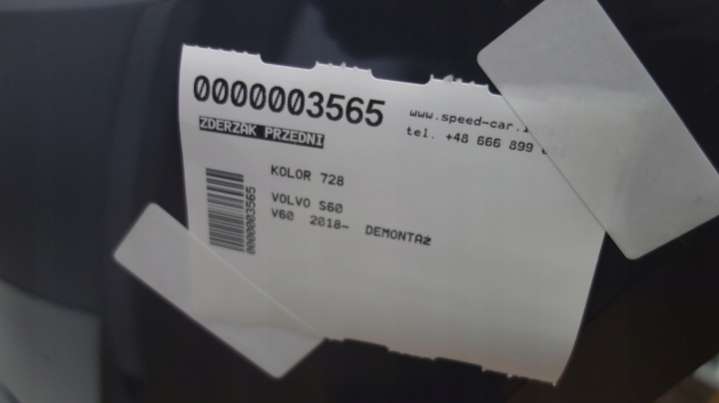 0000003565
ZDERZAK PRZEDNI
www.speed-car.
tel. +48 666 899
KOLOR 728
VOLVO S60
V60 2018- DEMONTAŻ
0000003565